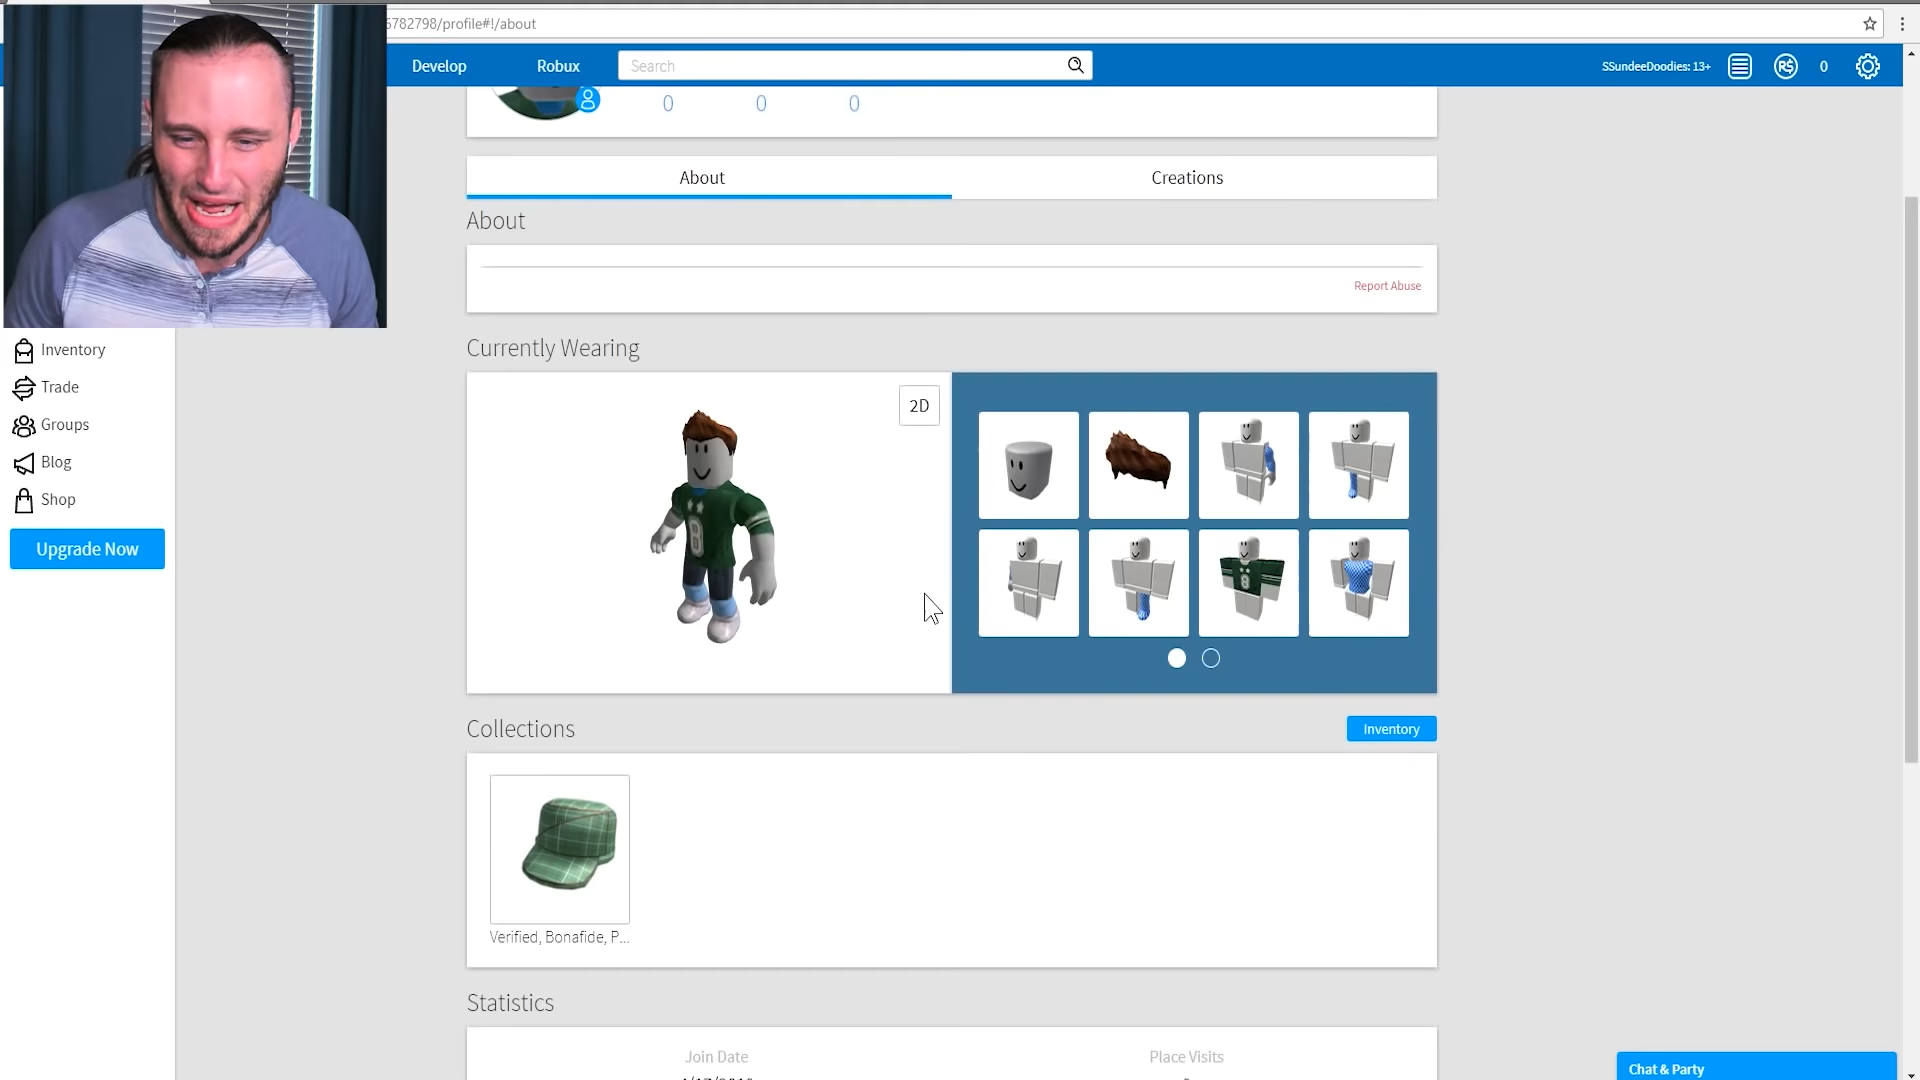 5782798/profile#!/about
Develop
Robux
Search
SSundeeDoodies: 13+
0
0
0
0
About
Creations
About
Report Abuse
Currently Wearing
2D
8
8
Inventory
Trade
Groups
Blog
Shop
Upgrade Now
Collections
Inventory
Verified, Bonafide, P...
Statistics
Join Date
Place Visits
Chat & Party